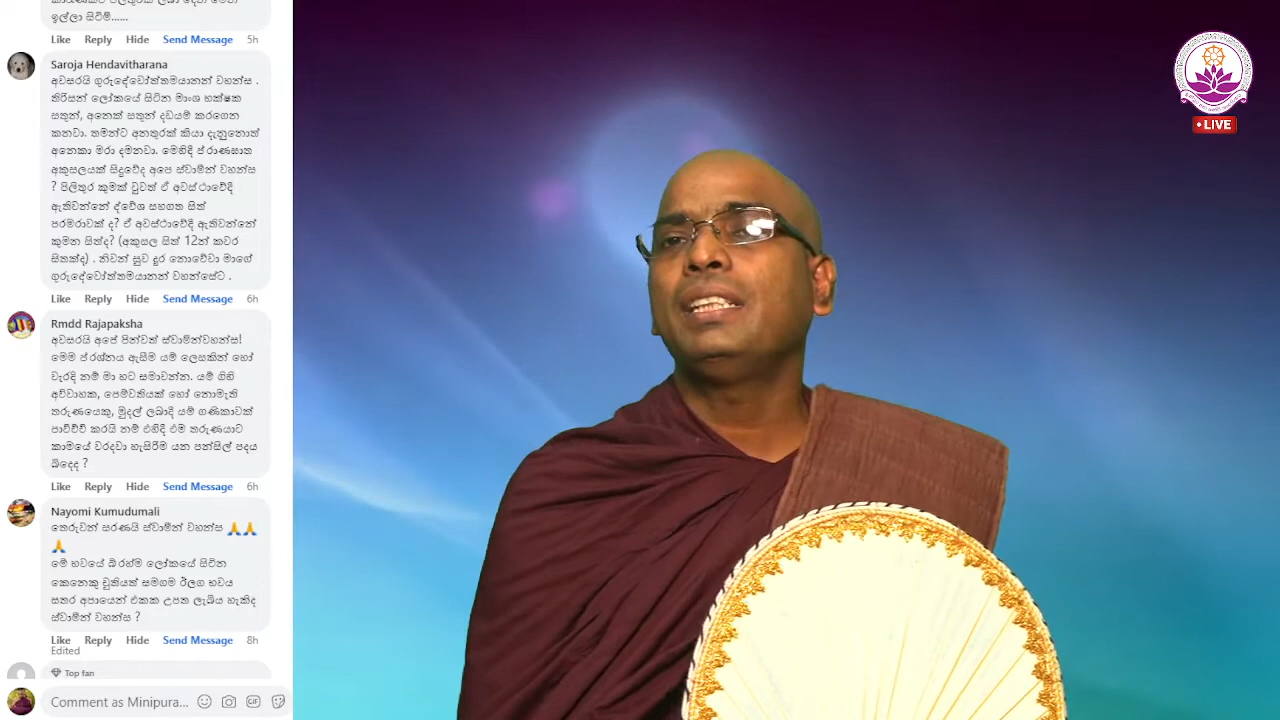 ඉල්ලා සිටිමි......
Like Reply Hide Send Message 5h
Saroja Hendavitharana
අවසරයි ගුරුදේවෝත්තමයානන් වහන්ස .
තිරිසන් ලෝකයේ සිටින මාංශ භක්ෂක
සතුන්, අනෙක් සතුන් දඩයම් කරගෙන
කනවා. තමන්ට අනතුරක් කියා දැනුනොත්
අනෙකා මරා දමනවා. මෙහිදී ප්රාණඝාත
අකුසලයක් සිදුවේද අපෙ ස්වාමීන් වහන්ස
? පිලිතුර කුමක් වුවත් ඒ අවස්ථාවේදී
ඇතිවන්නේ ද්වේශ සහගත සිත්
පරම්පරාවක් ද? ඒ අවස්ථාවේදී ඇතිවන්නේ
කුමන සිත්ද? (අකුසල සිත් 12න් කවර
සිතක්ද) . නිවන් සුව දුර නොවේවා මාගේ
ගුරුදේවෝත්තමයානන් වහන්සේට .
Like Reply Hide Send Message 6h
Rmdd Rajapaksha
අවසරයි අපේ පින්වත් ස්වාමීන්වහන්ස!
මෙම ප්රශ්නය ඇසීම යම් ලෙසකින් හෝ
වැරදි නම් මා හට සමාවන්න. යම් ගිහි
අවිවාහක, පෙම්වතියක් හෝ නොමැති
තරුණයෙකු, මුදල් ලබාදී යම් ගණිකාවක්
පාවිච්චි කරයි නම් එහිදී එම තරුණයාට
කාමයේ වරදවා හැසිරීම යන පන්සිල් පදය
බිඳෙද ?
Like Reply Hide Send Message 6h
Nayomi Kumudumali
තෙරුවන් සරණයි ස්වාමීන් වහන්ස 🙏🙏
🙏
මේ භවයේ බ්රහ්ම ලෝකයේ සිටින
කෙනෙකු චුතියත් සමගම ඊලග භවය
සතර අපායෙන් එකක උපත ලැබිය හැකිද
ස්වාමීන් වහන්ස ?
Like Reply Hide Send Message 8h
Edited
Top fan
Comment as Minipura...
GIF
LIVE